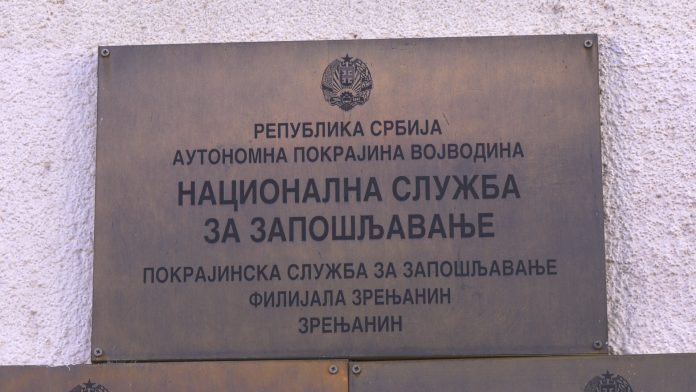 РЕПУБЛИКА СРБИЈА
АУТОНОМНА ПОКРАЈИНА ВОЈВОДИНА
НАЦИОНАЛНА СЛУЖБА
ЗА ЗАПОШЉАВАЊЕ
ПОКРАЈИНСКА СЛУЖБА ЗА ЗАПОШЉАВАЊЕ
ФИЛИЈАЛА ЗРЕЊАНИН
ЗРЕЊАНИН